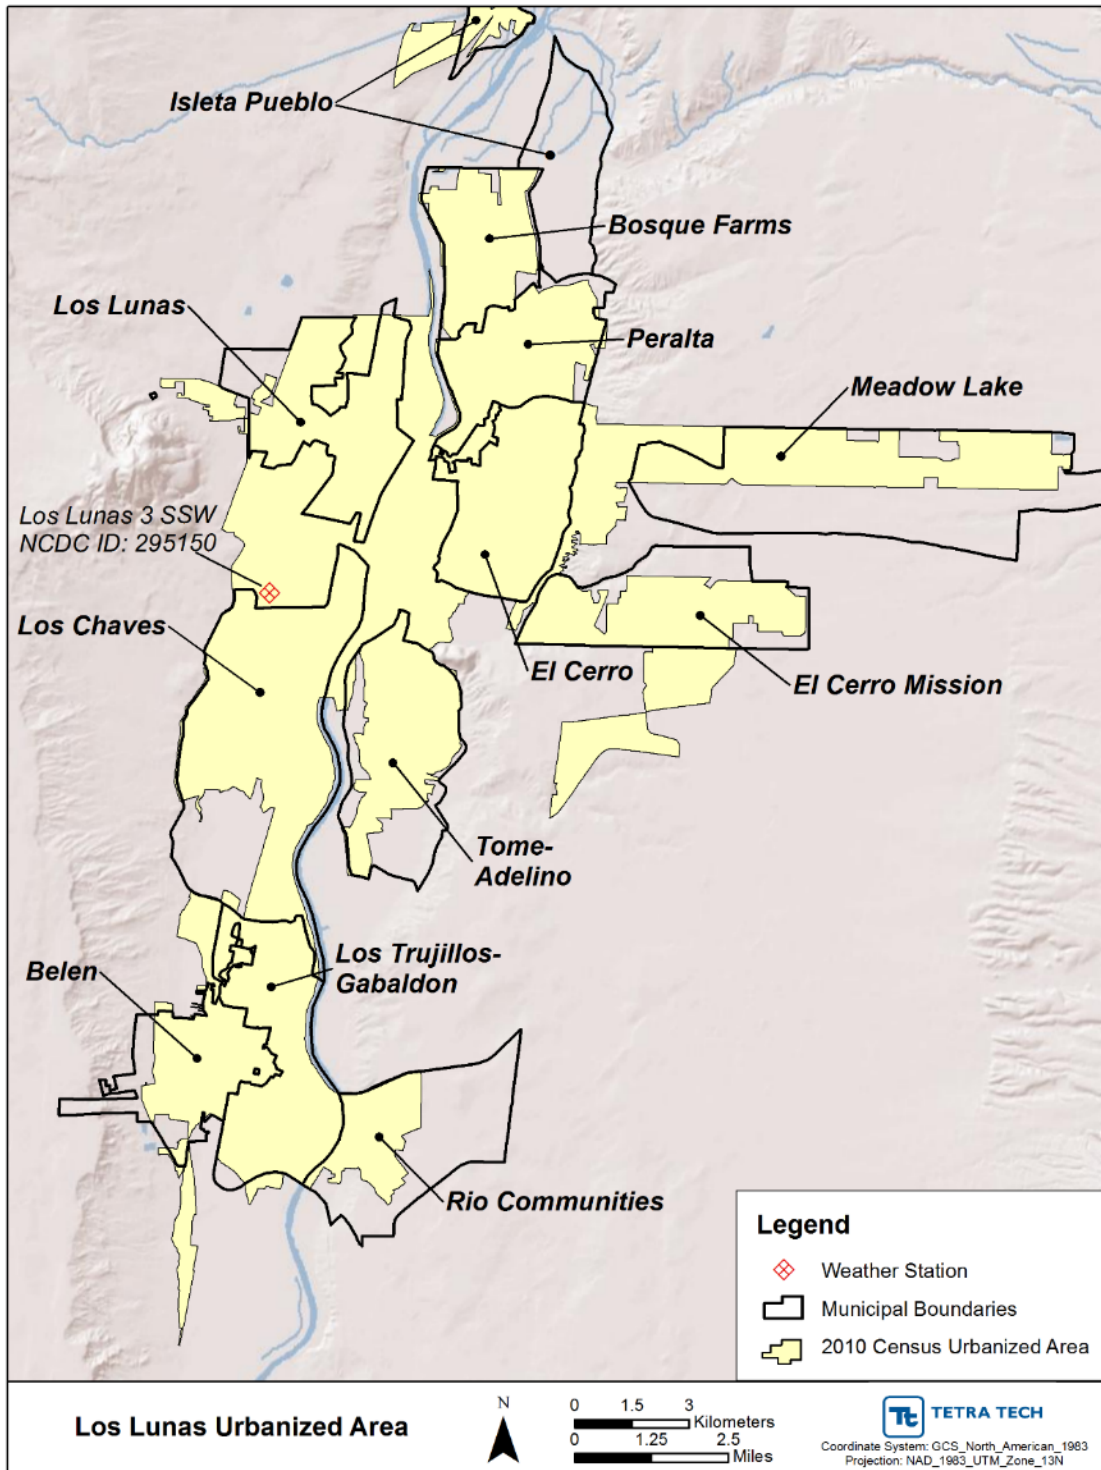 Isleta Pueblo
Bosque Farms
Los Lunas
Peralta
Meadow Lake
Los Lunas 3 SSW
NCDC ID: 295150
Los Chaves
El Cerro
El Cerro Mission
Tome-
Adelino
Los Trujillos-
Gabaldon
Belen
Rio Communities
Legend
Weather Station
Municipal Boundaries
2010 Census Urbanized Area
Los Lunas Urbanized Area
N
0 1.5 3
Kilometers
0 1.25 2.5
Miles
Tt TETRA TECH
Coordinate System: GCS_North_American_1983
Projection: NAD_1983_UTM_Zone_13N